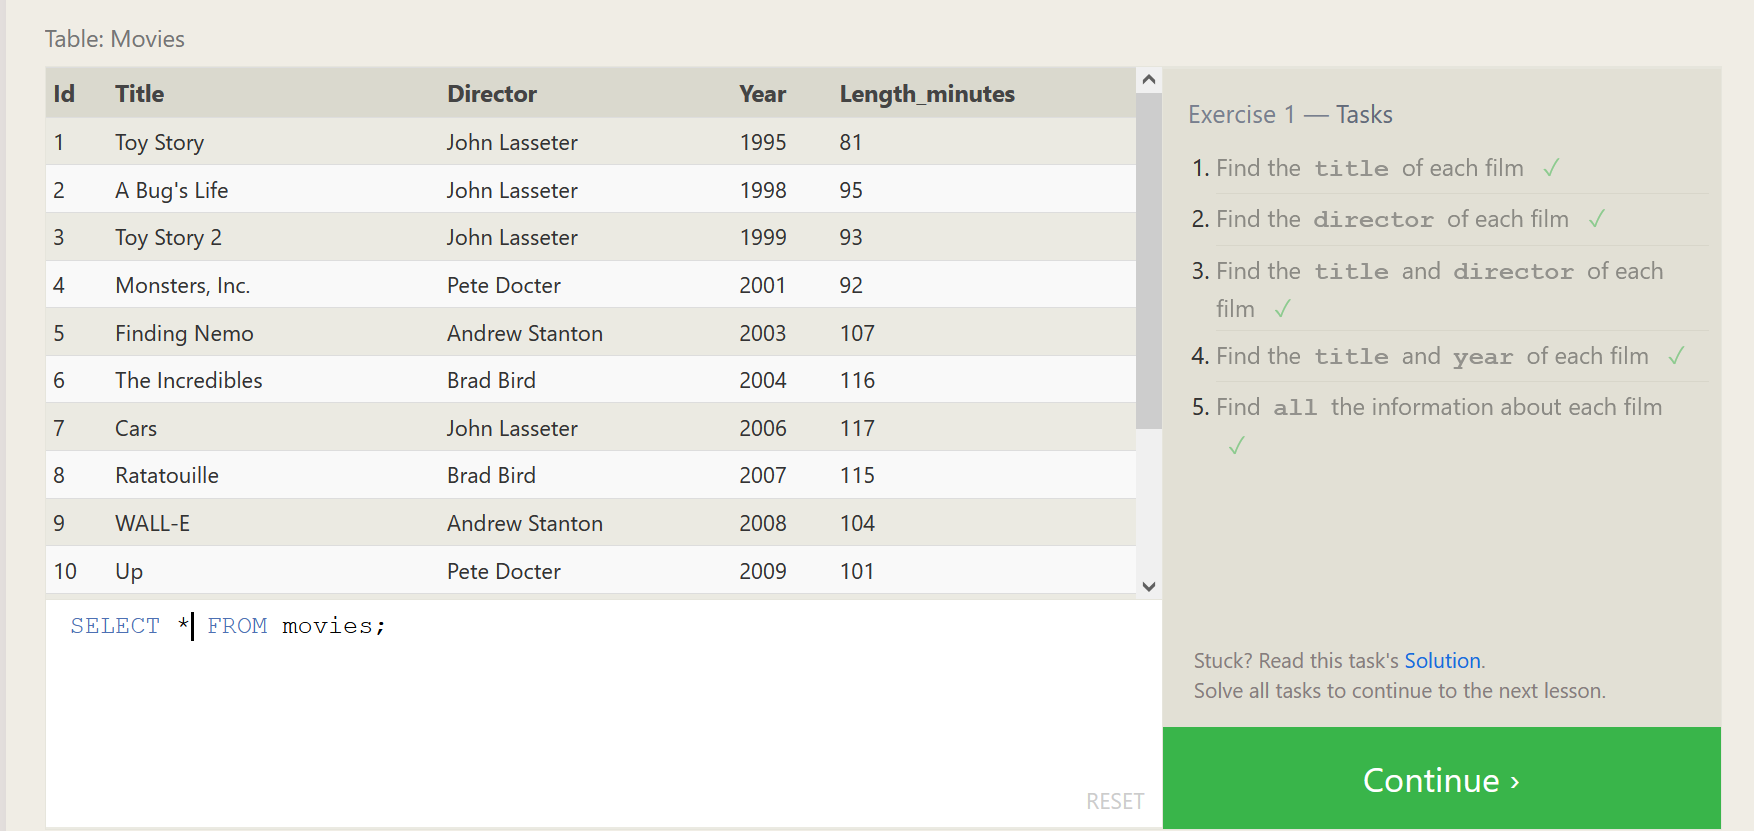 Table: Movies
Id Title Director Year Length_minutes
1 Toy Story John Lasseter 1995 81
2 A Bug's Life John Lasseter 1998 95
3 Toy Story 2 John Lasseter 1999 93
4 Monsters, Inc. Pete Docter 2001 92
5 Finding Nemo Andrew Stanton 2003 107
6 The Incredibles Brad Bird 2004 116
7 Cars John Lasseter 2006 117
8 Ratatouille Brad Bird 2007 115
9 WALL-E Andrew Stanton 2008 104
10 Up Pete Docter 2009 101
SELECT * FROM movies;
RESET
Exercise 1 — Tasks
1. Find the title of each film ✓
2. Find the director of each film ✓
3. Find the title and director of each
film ✓
4. Find the title and year of each film ✓
5. Find all the information about each film
✓
Stuck? Read this task's Solution.
Solve all tasks to continue to the next lesson.
Continue ›